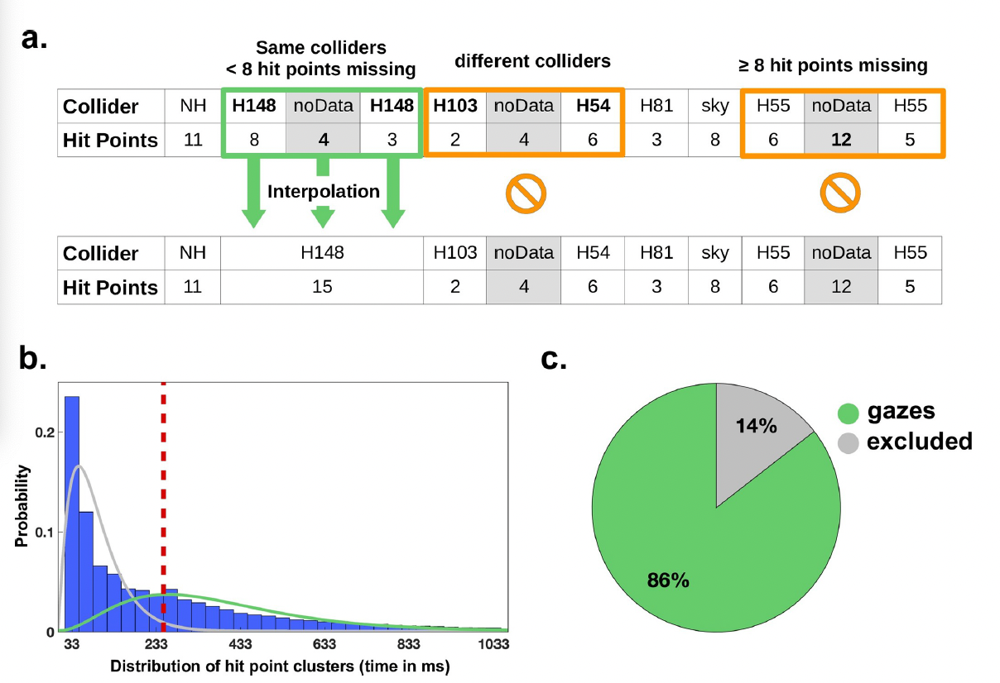 a.
Same colliders
< 8 hit points missing
different colliders
≥ 8 hit points missing
Collider NH H148 noData H148 H103 noData H54 H81 sky H55 noData H55
Hit Points 11 8 4 3 2 4 6 3 8 6 12 5
Interpolation
Collider NH H148 H103 noData H54 H81 sky H55 noData H55
Hit Points 11 15 2 4 6 3 8 6 12 5
b.
Probability
0.2
0.1
0
33 233 433 633 833 1033
Distribution of hit point clusters (time in ms)
c.
14%
86%
gazes
excluded